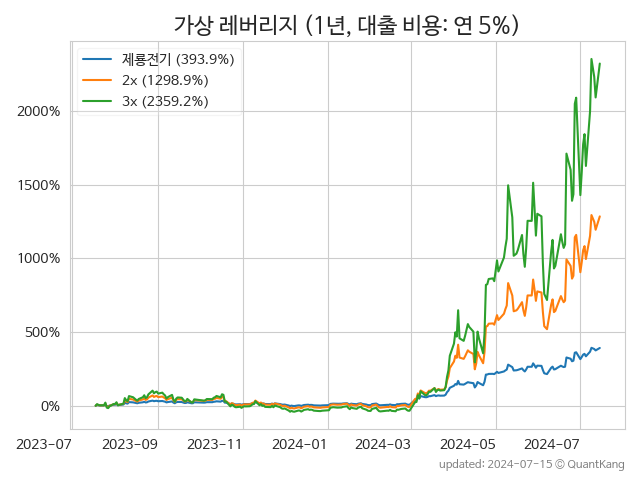 가상 레버리지 (1년, 대출 비용: 연 5%)
제룡전기 (393.9%)
2x (1298.9%)
3x (2359.2%)
2000%
1500%
1000%
500%
0%
2023-07 2023-09 2023-11 2024-01 2024-03 2024-05 2024-07
updated: 2024-07-15 © QuantKang